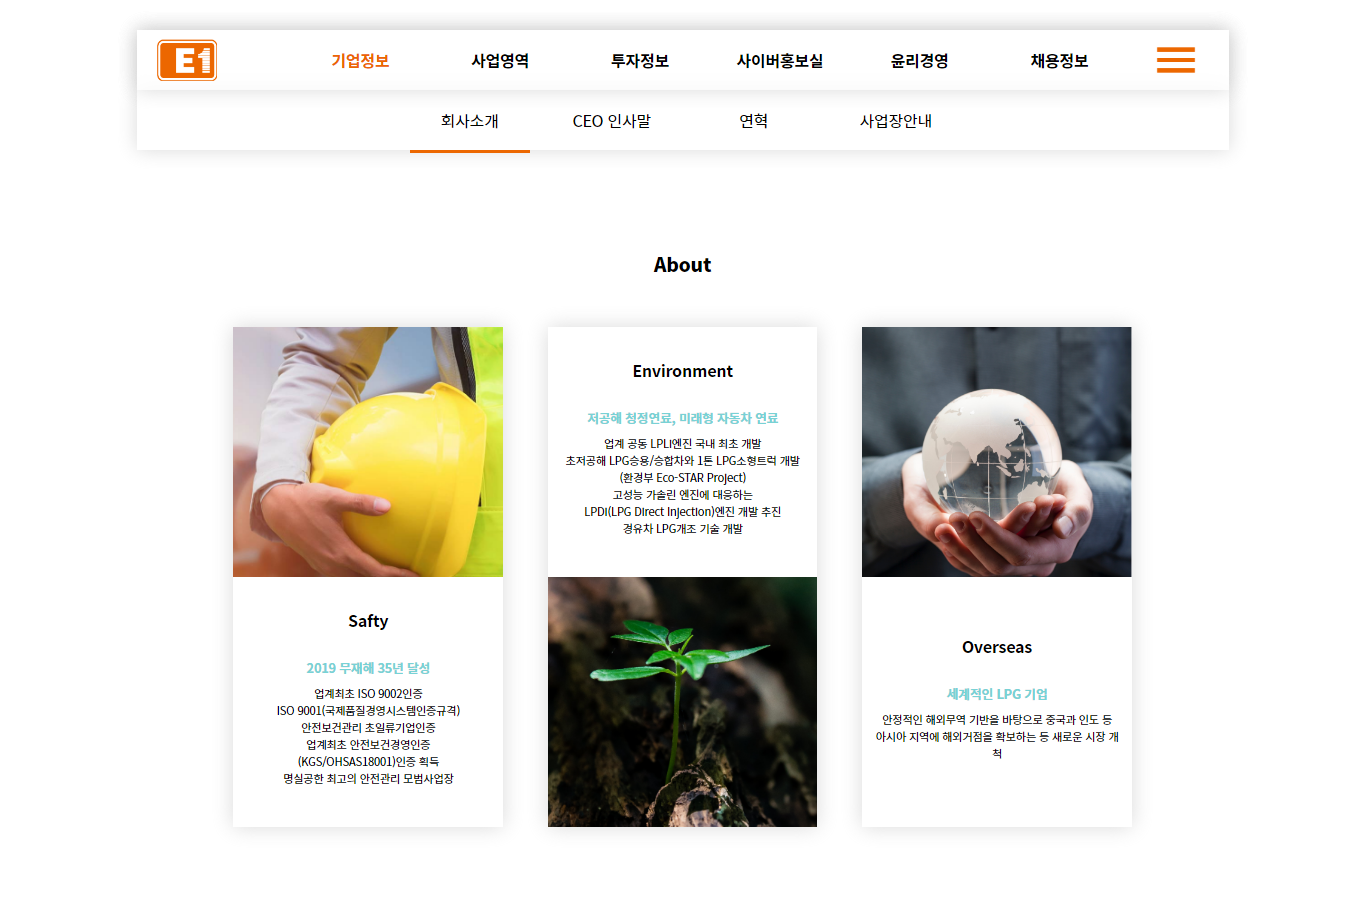 E1
기업정보
사업영역
투자정보
사이버홍보실
윤리경영
채용정보
회사소개
CEO 인사말
연혁
사업장안내
About
Safty
2019 무재해 35년 달성
업계최초 ISO 9002인증
ISO 9001(국제품질경영시스템인증규격)
안전보건관리 초일류기업인증
업계최초 안전보건경영인증
(KGS/OHSAS18001)인증 획득
명실공한 최고의 안전관리 모범사업장
Environment
저공해 청정연료, 미래형 자동차 연료
업계 공동 LPLI엔진 국내 최초 개발
초저공해 LPG승용/승합차와 1톤 LPG소형트럭 개발
(환경부 Eco-STAR Project)
고성능 가솔린 엔진에 대응하는
LPDI(LPG Direct Injection)엔진 개발 추진
경유차 LPG개조 기술 개발
Overseas
세계적인 LPG 기업
안정적인 해외무역 기반을 바탕으로 중국과 인도 등
아시아 지역에 해외거점을 확보하는 등 새로운 시장 개
척